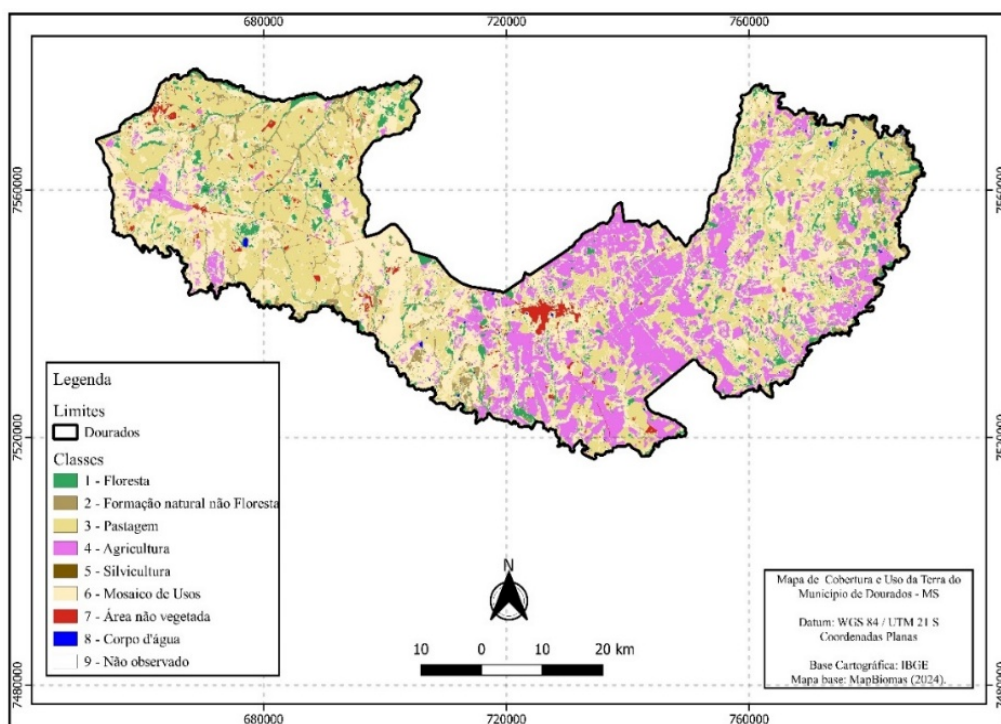 680000
720000
760000
7560000
7560000
Legenda
Limites
Dourados
Classes
1 - Floresta
2 - Formação natural não Floresta
3 - Pastagem
4 - Agricultura
5 - Silvicultura
6 - Mosaico de Usos
7 - Área não vegetada
8 - Corpo d'água
9 - Não observado
7520000
7520000
N
10 0 10 20 km
Mapa de Cobertura e Uso da Terra do
Município de Dourados - MS
Datum: WGS 84 / UTM 21 S
Coordenadas Planas
Base Cartográfica: IBGE
Mapa base: MapBiomas (2024).
7480000
7480000
680000
720000
760000